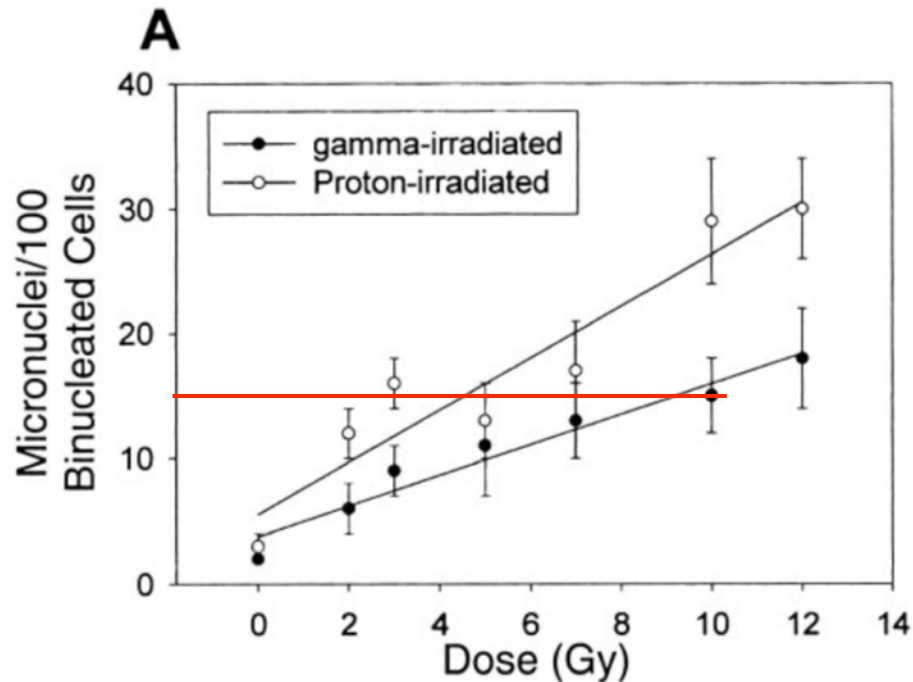 A
40
30
20
10
0
Micronuclei/100
Binucleated Cells
gamma-irradiated
Proton-irradiated
0 2 4 6 8 10 12 14
Dose (Gy)